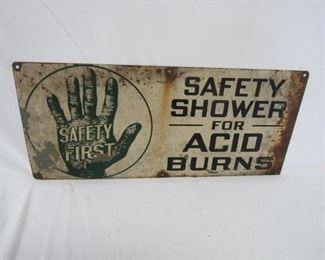 SAFETY
FIRST
SAFETY
SHOWER
FOR
ACID
BURNS